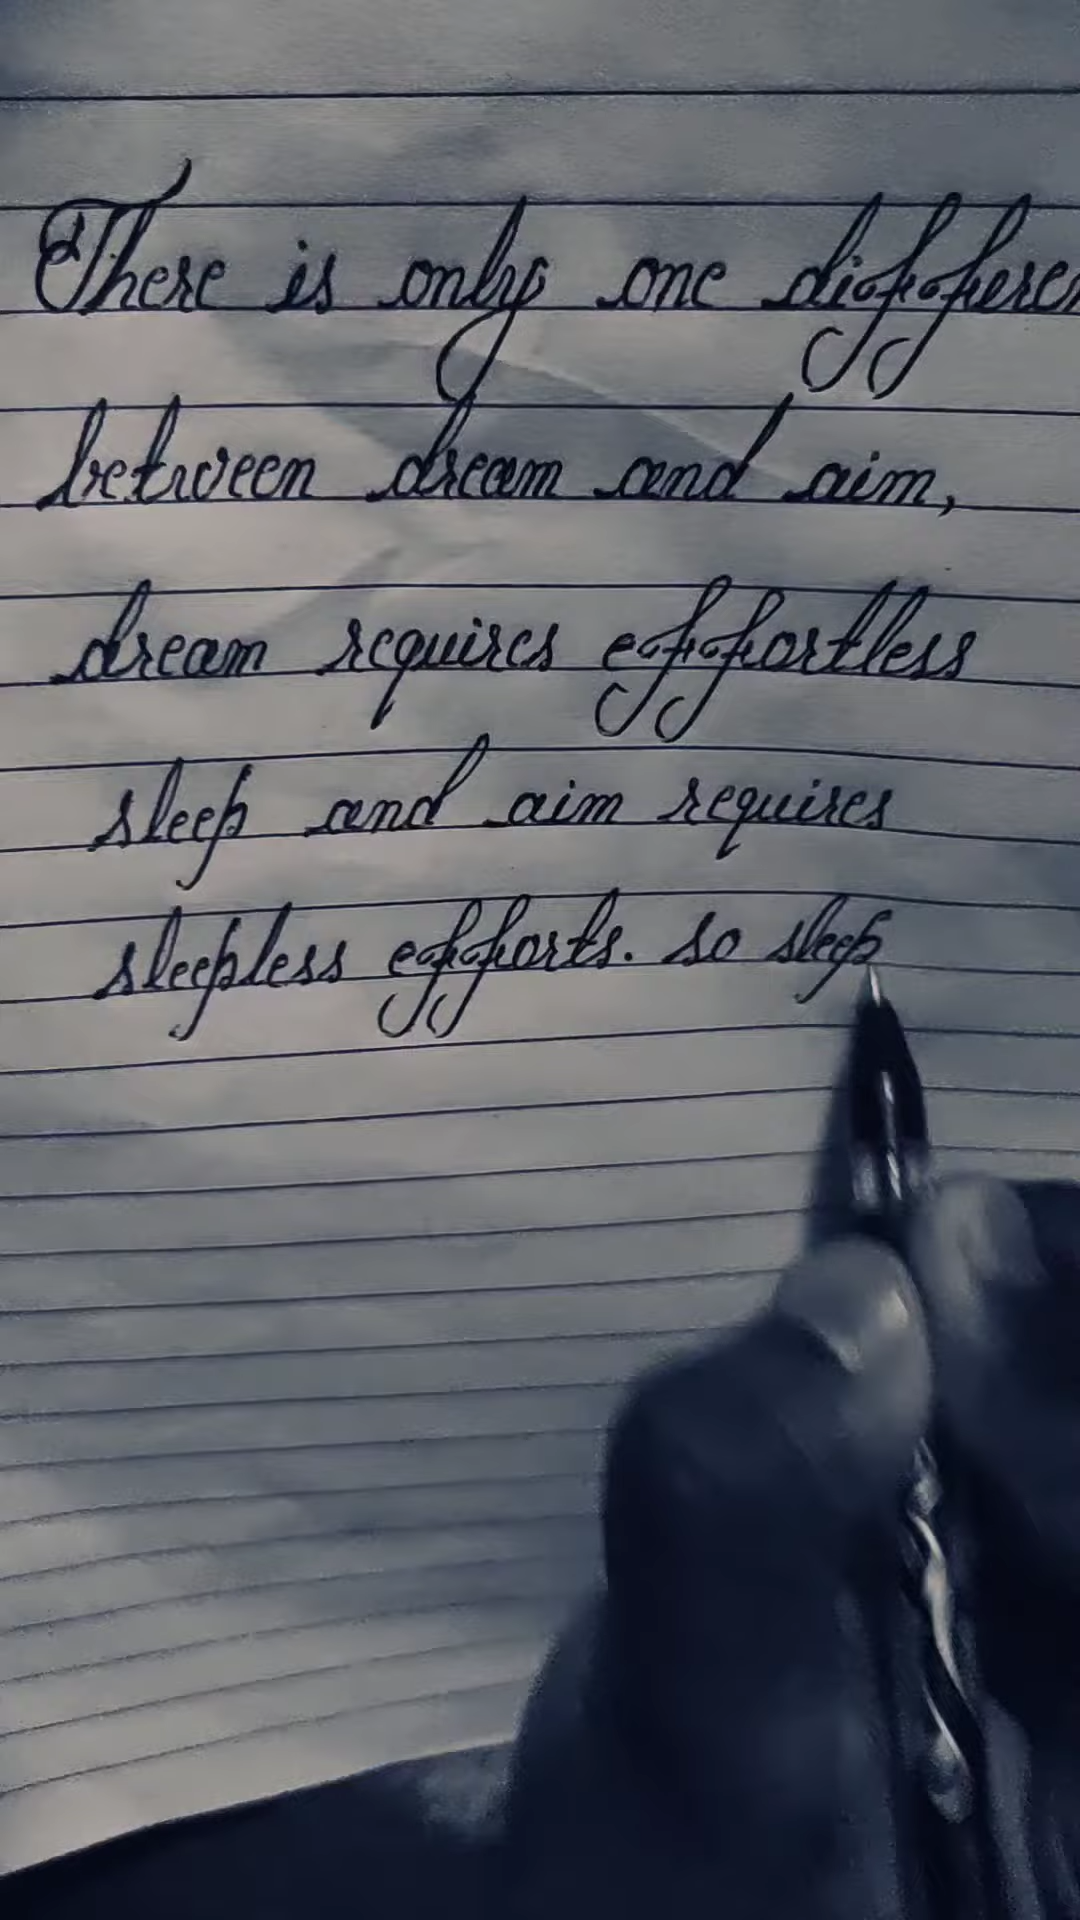 There is only one differen
between dream and aim,
dream requires effortless
sleep and aim requires
sleepless efforts. so sleep